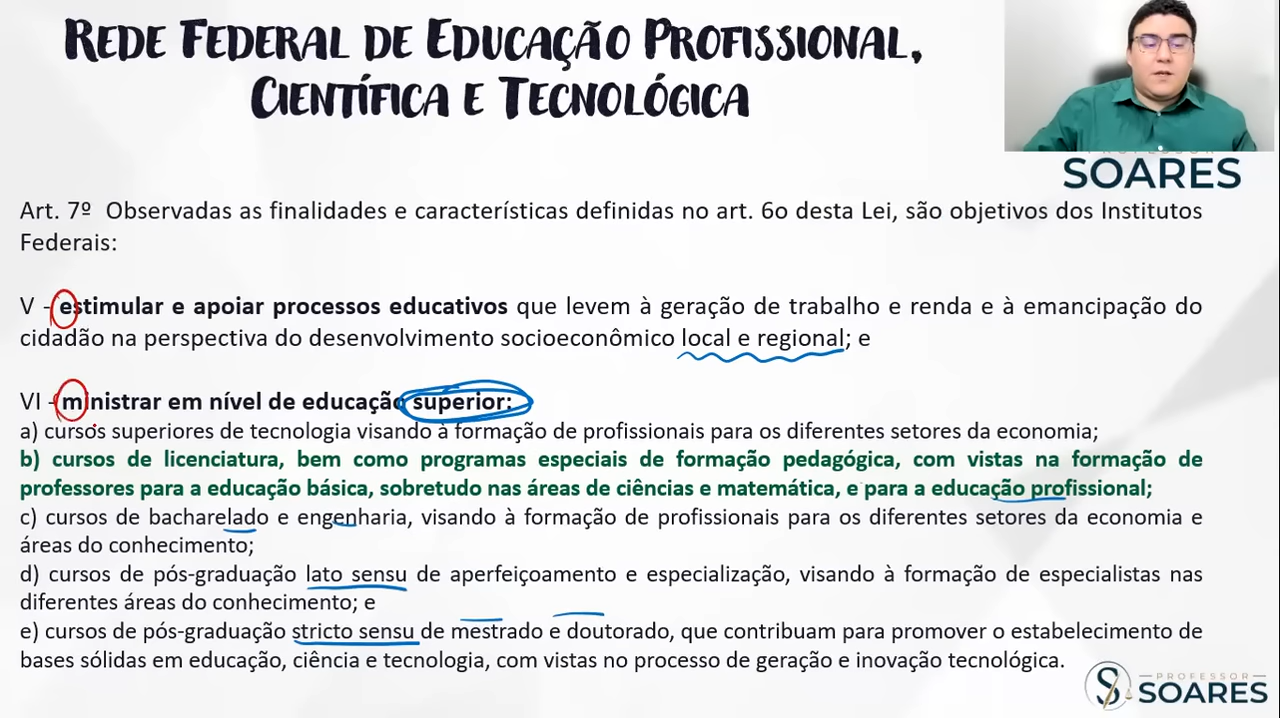 REDE FEDERAL DE EDUCAÇÃO PROFISSIONAL,
CIENTÍFICA E TECNOLÓGICA
SOARES
Art. 7º Observadas as finalidades e características definidas no art. 6o desta Lei, são objetivos dos Institutos
Federais:
V - estimular e apoiar processos educativos que levem à geração de trabalho e renda e à emancipação do
cidadão na perspectiva do desenvolvimento socioeconômico local e regional; e
VI - ministrar em nível de educação superior:
a) cursos superiores de tecnologia visando à formação de profissionais para os diferentes setores da economia;
b) cursos de licenciatura, bem como programas especiais de formação pedagógica, com vistas na formação de
professores para a educação básica, sobretudo nas áreas de ciências e matemática, e para a educação profissional;
c) cursos de bacharelado e engenharia, visando à formação de profissionais para os diferentes setores da economia e
áreas do conhecimento;
d) cursos de pós-graduação lato sensu de aperfeiçoamento e especialização, visando à formação de especialistas nas
diferentes áreas do conhecimento; e
e) cursos de pós-graduação stricto sensu de mestrado e doutorado, que contribuam para promover o estabelecimento de
bases sólidas em educação, ciência e tecnologia, com vistas no processo de geração e inovação tecnológica.
PROFESSOR
SOARES